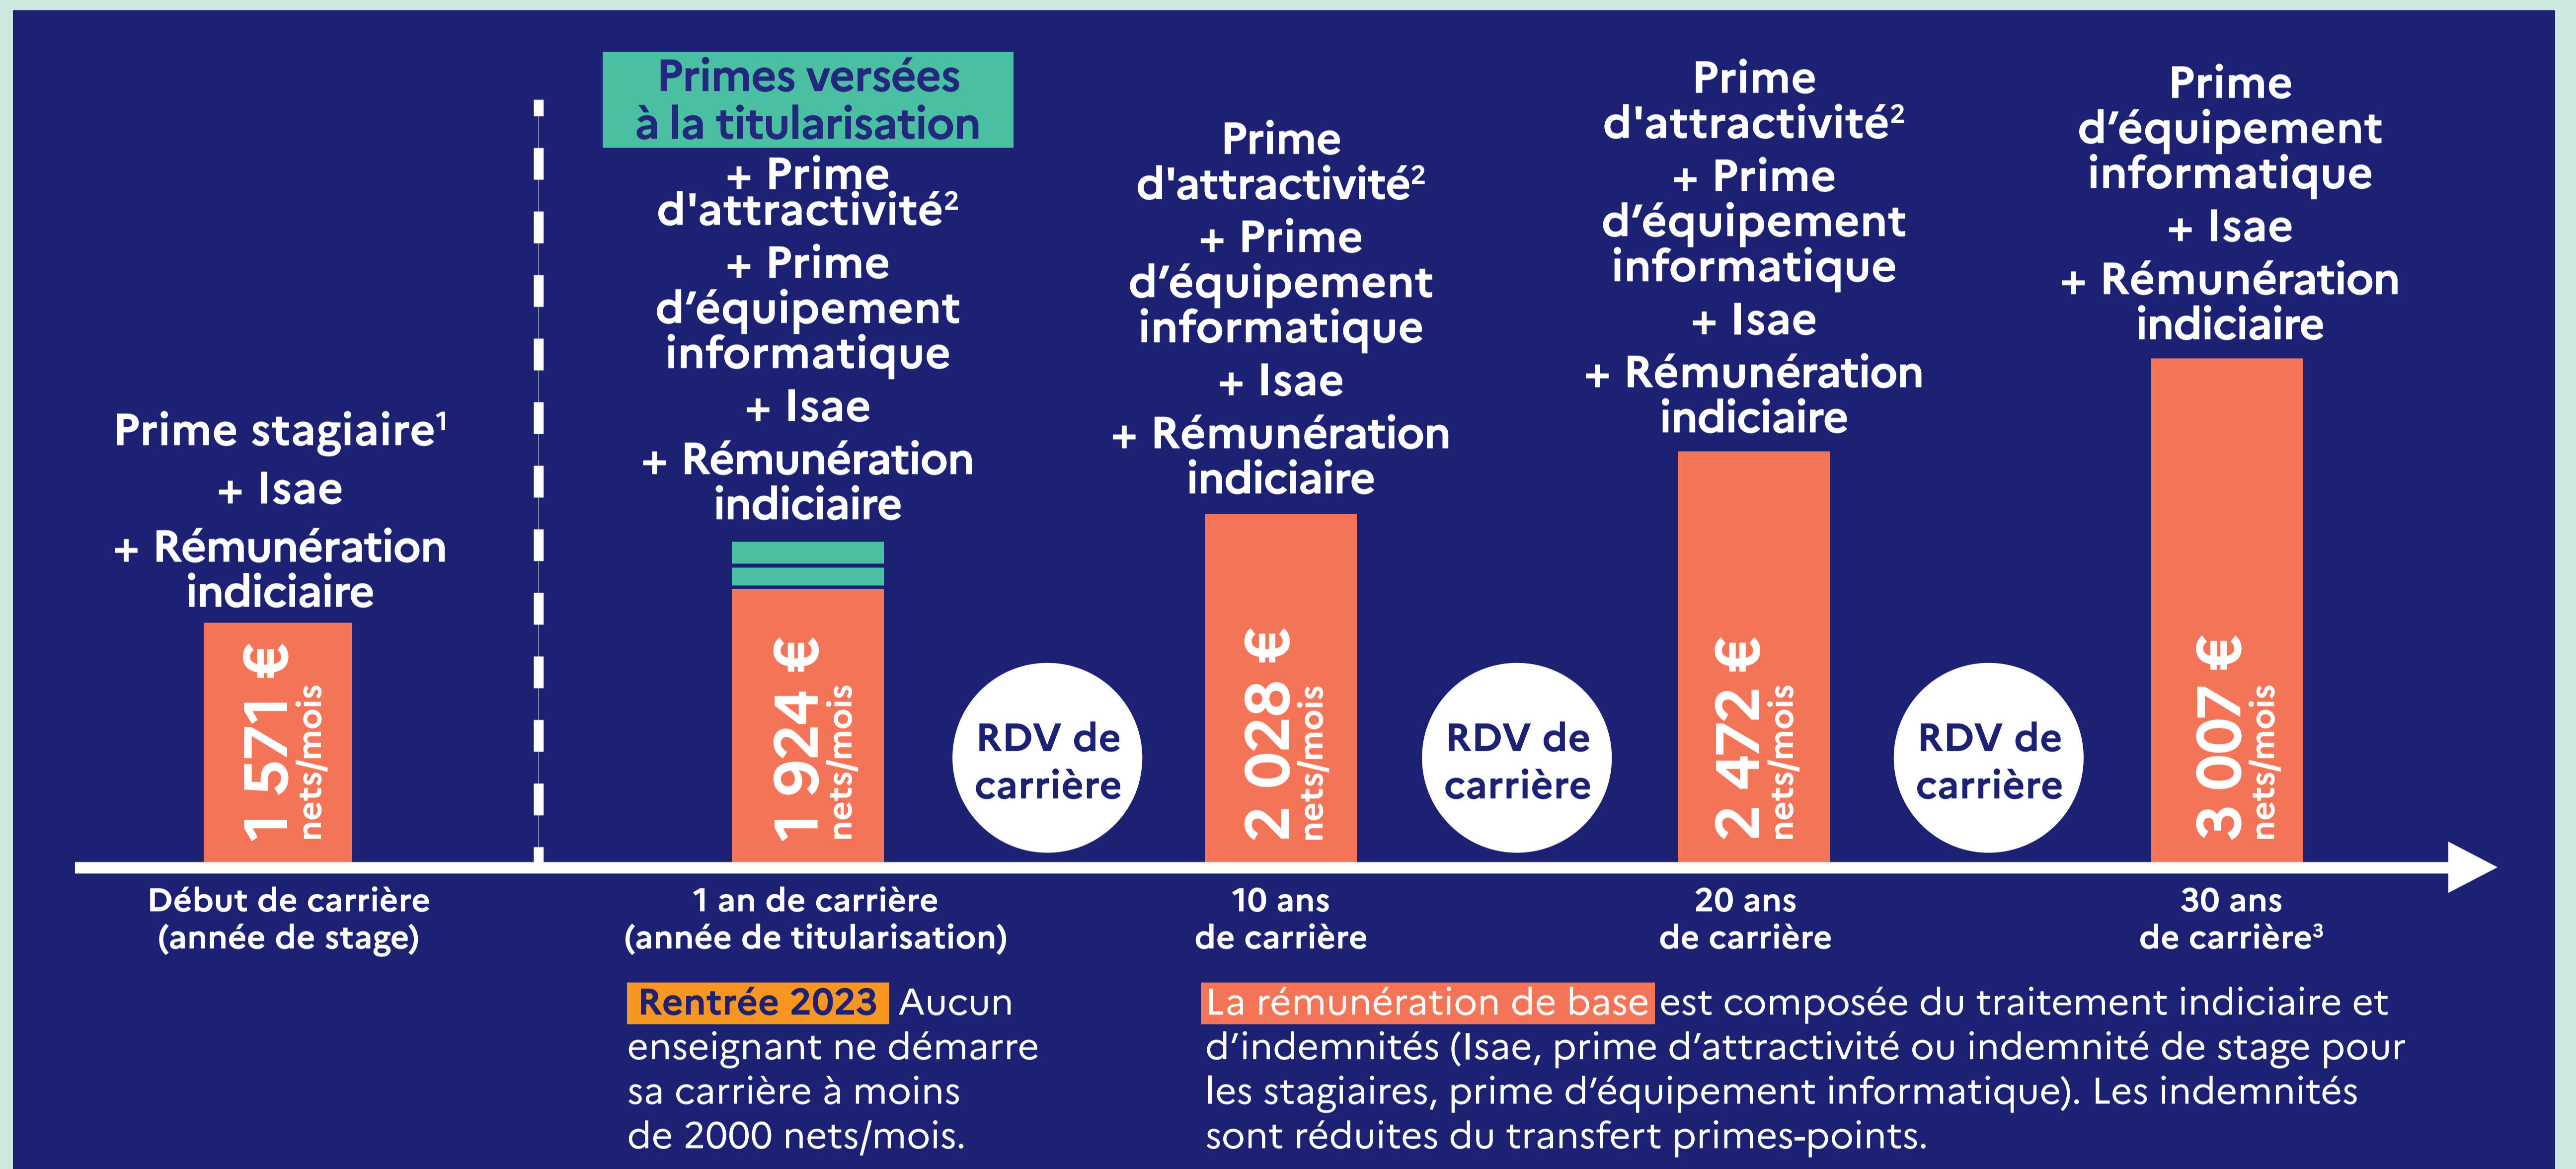 Prime stagiaire¹
+ Isae
+ Rémunération
indiciaire
1 571 €
nets/mois
Début de carrière
(année de stage)
Primes versées
à la titularisation
+ Prime
d'attractivité²
+ Prime
d’équipement
informatique
+ Isae
+ Rémunération
indiciaire
1 924 €
nets/mois
1 an de carrière
(année de titularisation)
RDV de
carrière
Prime
d'attractivité²
+ Prime
d’équipement
informatique
+ Isae
+ Rémunération
indiciaire
2 028 €
nets/mois
10 ans
de carrière
RDV de
carrière
Prime
d'attractivité²
+ Prime
d’équipement
informatique
+ Isae
+ Rémunération
indiciaire
2 472 €
nets/mois
20 ans
de carrière
RDV de
carrière
Prime
d’équipement
informatique
+ Isae
+ Rémunération
indiciaire
3 007 €
nets/mois
30 ans
de carrière³
Rentrée 2023 Aucun
enseignant ne démarre
sa carrière à moins
de 2000 nets/mois.
La rémunération de base est composée du traitement indiciaire et
d’indemnités (Isae, prime d’attractivité ou indemnité de stage pour
les stagiaires, prime d’équipement informatique). Les indemnités
sont réduites du transfert primes-points.